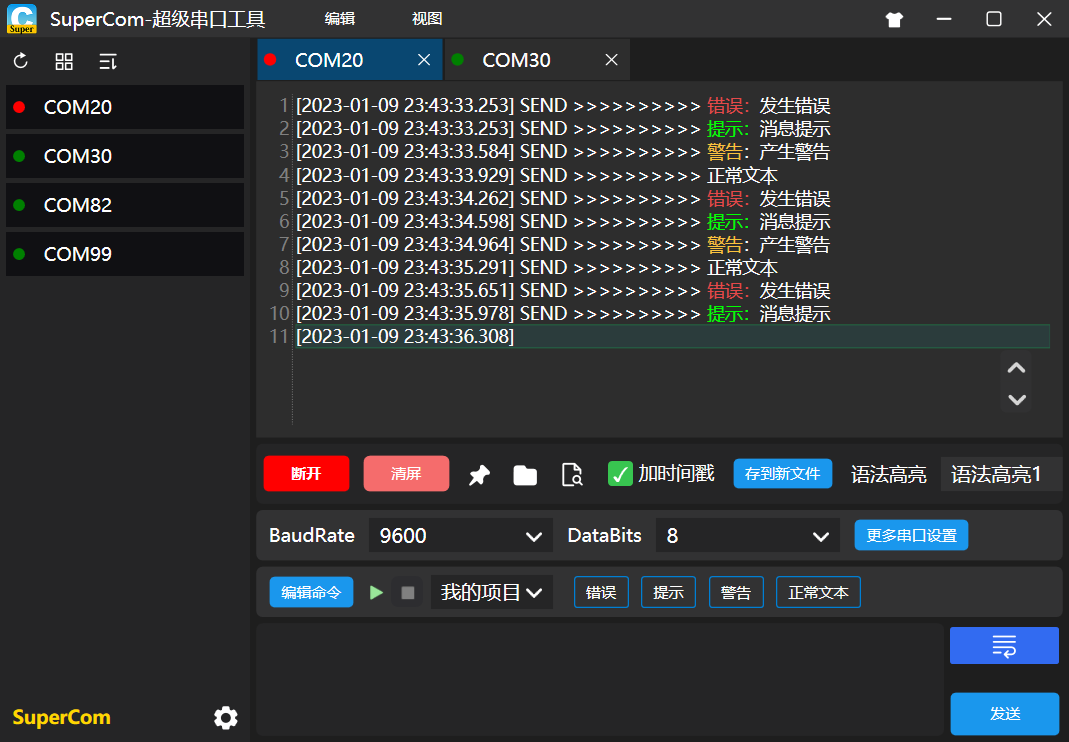 SuperCom-超级串口工具 编辑 视图
COM20 COM30
COM20
COM30
COM82
COM99
1 [2023-01-09 23:43:33.253] SEND >>>>>>>>>> 错误：发生错误
2 [2023-01-09 23:43:33.253] SEND >>>>>>>>>> 提示：消息提示
3 [2023-01-09 23:43:33.584] SEND >>>>>>>>>> 警告：产生警告
4 [2023-01-09 23:43:33.929] SEND >>>>>>>>>> 正常文本
5 [2023-01-09 23:43:34.262] SEND >>>>>>>>>> 错误：发生错误
6 [2023-01-09 23:43:34.598] SEND >>>>>>>>>> 提示：消息提示
7 [2023-01-09 23:43:34.964] SEND >>>>>>>>>> 警告：产生警告
8 [2023-01-09 23:43:35.291] SEND >>>>>>>>>> 正常文本
9 [2023-01-09 23:43:35.651] SEND >>>>>>>>>> 错误：发生错误
10 [2023-01-09 23:43:35.978] SEND >>>>>>>>>> 提示：消息提示
11 [2023-01-09 23:43:36.308]
断开 清屏 加时间戳 存到新文件 语法高亮 语法高亮1
BaudRate 9600 DataBits 8 更多串口设置
编辑命令 我的项目 错误 提示 警告 正常文本
SuperCom
发送
C
Super